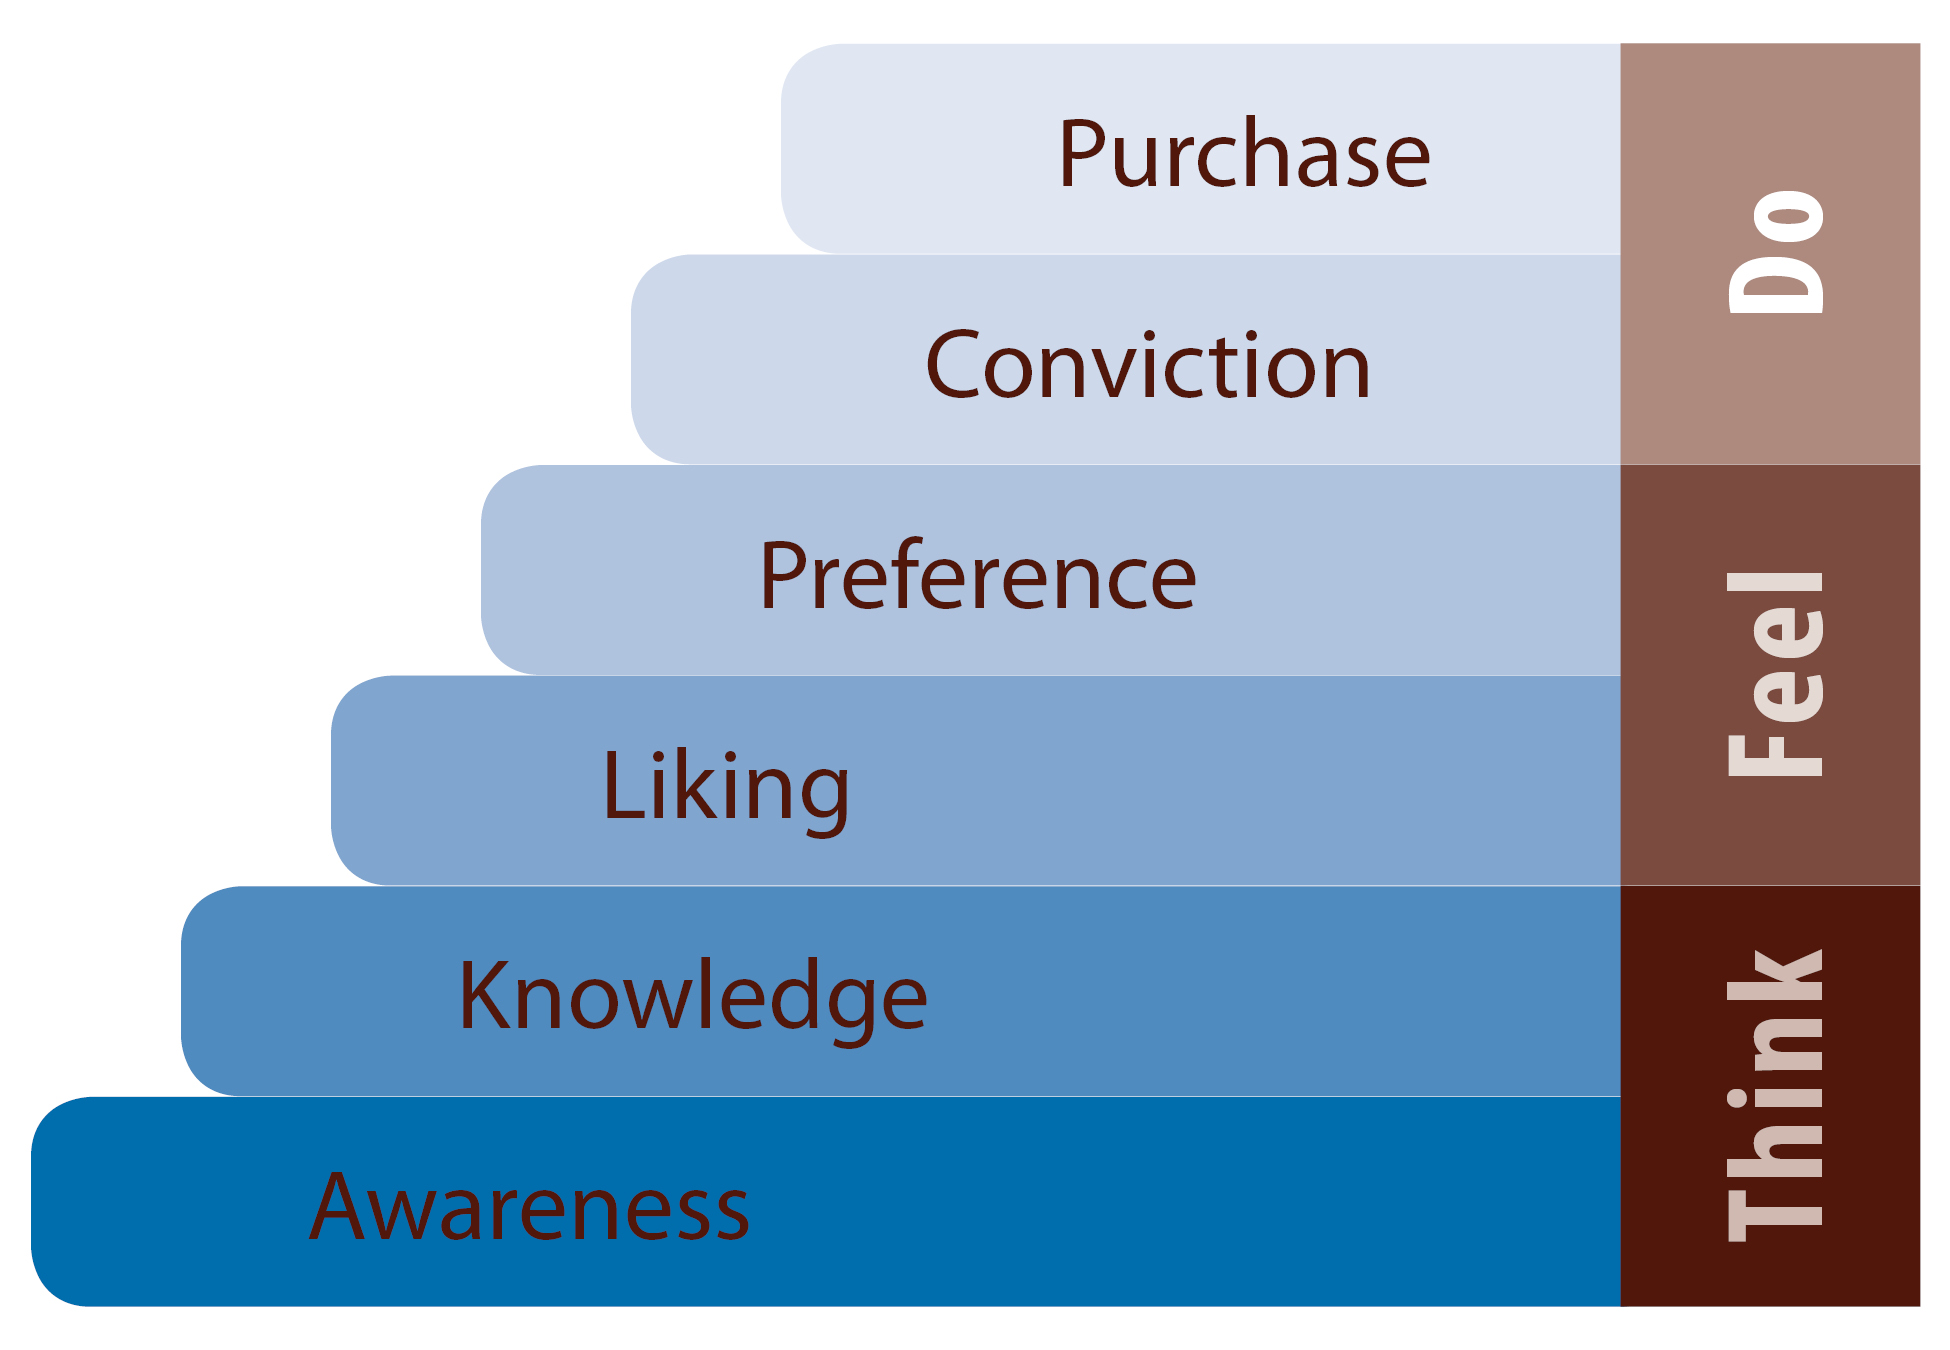 Purchase
Conviction
Preference
Liking
Knowledge
Awareness
Do
Feel
Think